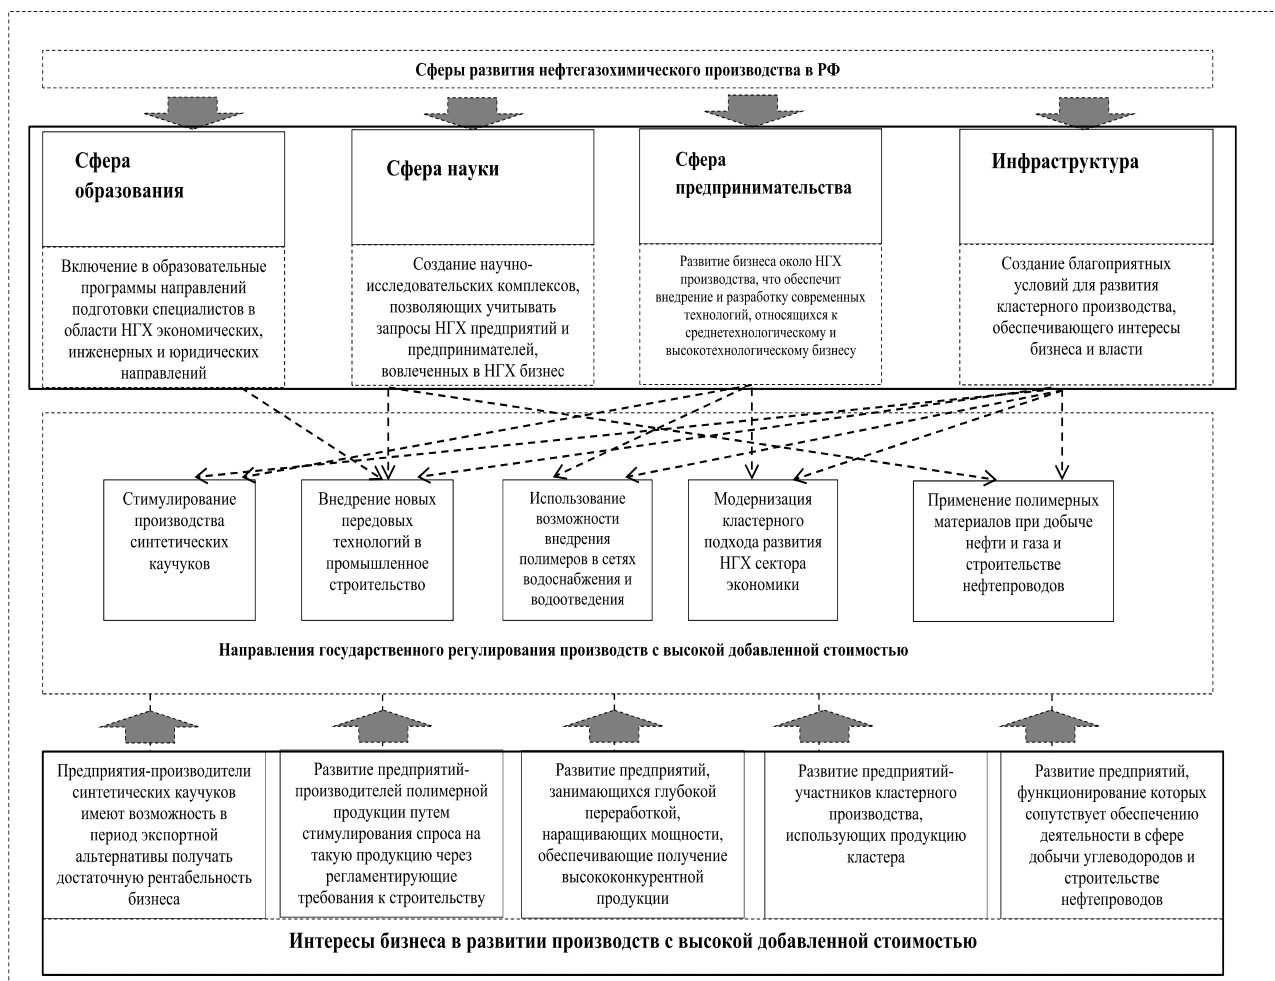 Сферы развития нефтегазохимического производства в РФ
Сфера
образования
Сфера науки
Сфера
предпринимательства
Инфраструктура
Включение в образовательные
программы направлений
подготовки специалистов в
области НГХ экономических,
инженерных и юридических
направлений
Создание научно-
исследовательских комплексов,
позволяющих учитывать
запросы НГХ предприятий и
предпринимателей,
вовлеченных в НГХ бизнес
Развитие бизнеса около НГХ
производства, что обеспечит
внедрение и разработку современных
технологий, относящихся к
среднетехнологическому и
высокотехнологическому бизнесу
Создание благоприятных
условий для развития
кластерного производства,
обеспечивающего интересы
бизнеса и власти
Стимулирование
производства
синтетических
каучуков
Внедрение новых
передовых
технологий в
промышленное
строительство
Использование
возможности
внедрения
полимеров в сетях
водоснабжения и
водоотведения
Модернизация
кластерного
подхода развития
НГХ сектора
экономики
Применение полимерных
материалов при добыче
нефти и газа и
строительстве
нефтепроводов
Направления государственного регулирования производств с высокой добавленной стоимостью
Предприятия-производители
синтетических каучуков
имеют возможность в
период экспортной
альтернативы получать
достаточную рентабельность
бизнеса
Развитие предприятий-
производителей полимерной
продукции путем
стимулирования спроса на
такую продукцию через
регламентирующие
требования к строительству
Развитие предприятий,
занимающихся глубокой
переработкой,
наращивающих мощности,
обеспечивающие получение
высококонкурентной
продукции
Развитие предприятий-
участников кластерного
производства,
использующих продукцию
кластера
Развитие предприятий,
функционирование которых
сопутствует обеспечению
деятельности в сфере
добычи углеводородов и
строительстве
нефтепроводов
Интересы бизнеса в развитии производств с высокой добавленной стоимостью